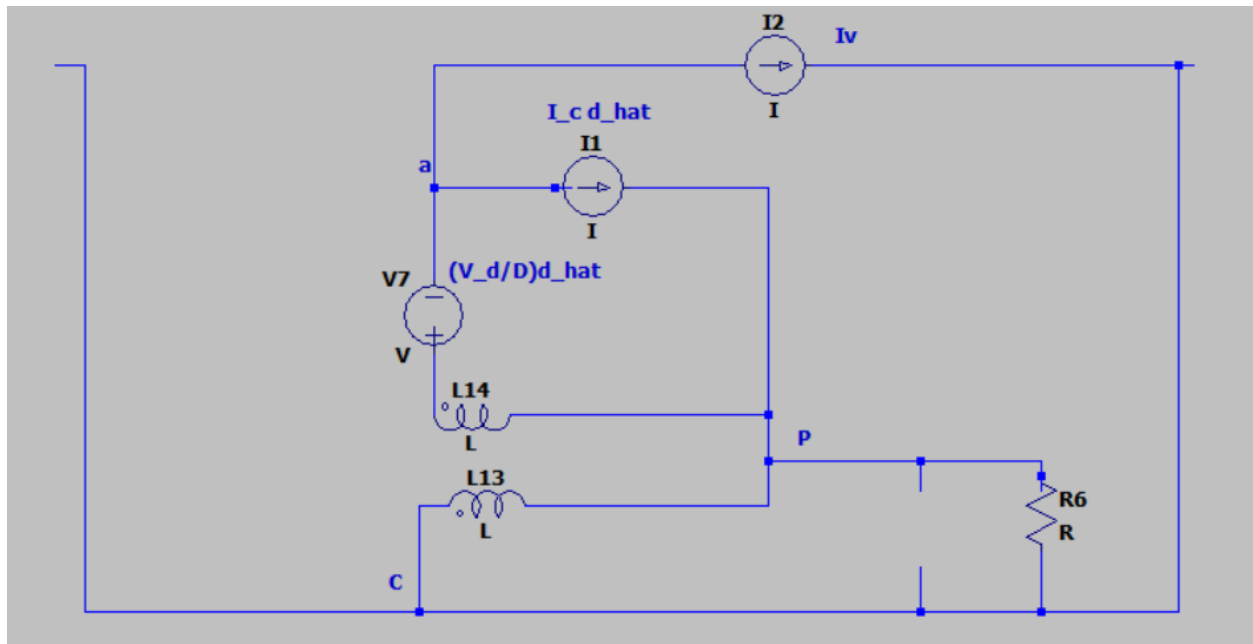 I2
Iv
I
I_c d_hat
I1
a
I
V7
(V_d/D)d_hat
V
L14
L
P
L13
L
R6
R
C